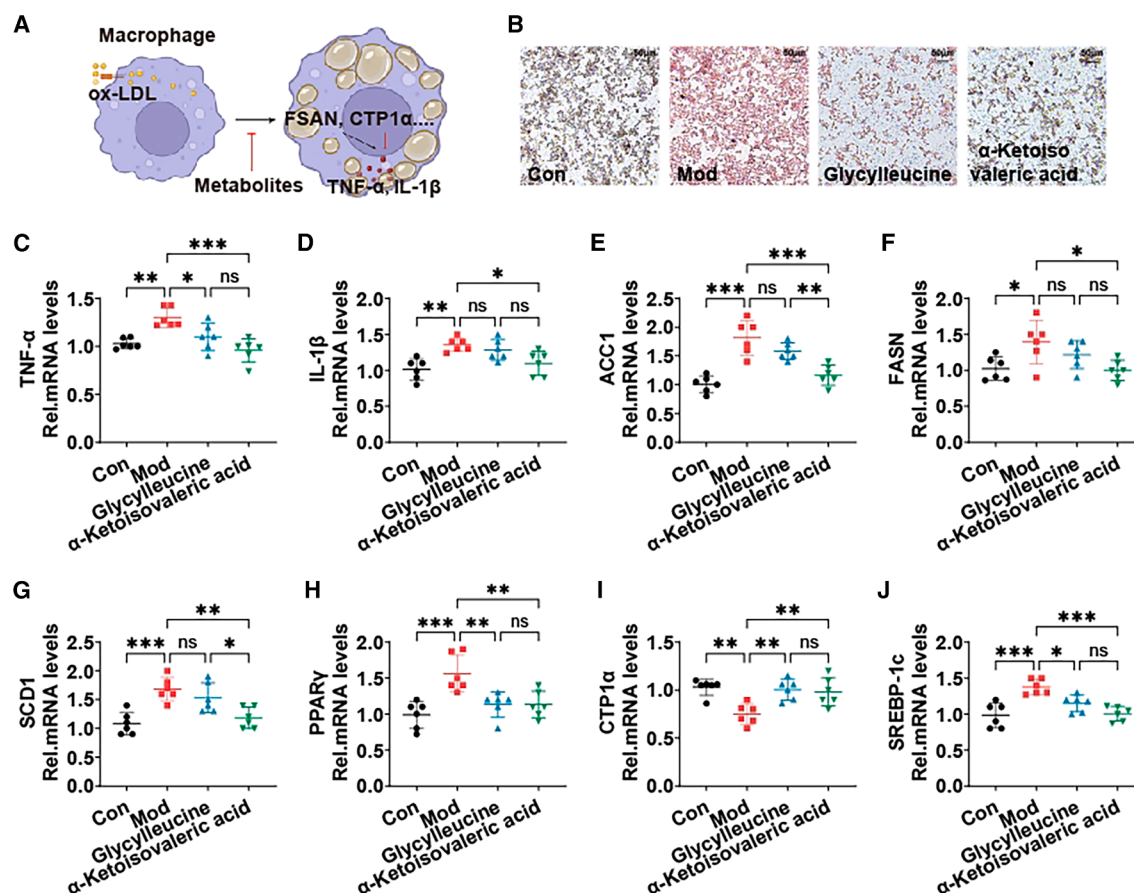 A
Macrophage
ox-LDL
FSAN, CTP1α....
Metabolites
TNF-α, IL-1β
B
50μm
50μm
50μm
50μm
Con
Mod
Glycylleucine
α-Ketoiso
valeric acid
C
***
**
*
ns
TNF-α
Rel.mRNA levels
1.5
1.0
0.5
0.0
Con
Mod
Glycylleucine
α-Ketoisovaleric acid
D
*
**
ns
ns
IL-1β
Rel.mRNA levels
2.0
1.5
1.0
0.5
0.0
Con
Mod
Glycylleucine
α-Ketoisovaleric acid
E
***
***
ns
**
ACC1
Rel.mRNA levels
2.5
2.0
1.5
1.0
0.5
0.0
Con
Mod
Glycylleucine
α-Ketoisovaleric acid
F
*
*
ns
ns
FASN
Rel.mRNA levels
2.0
1.5
1.0
0.5
0.0
Con
Mod
Glycylleucine
α-Ketoisovaleric acid
G
**
***
ns
*
SCD1
Rel.mRNA levels
2.5
2.0
1.5
1.0
0.5
0.0
Con
Mod
Glycylleucine
α-Ketoisovaleric acid
H
**
***
**
ns
PPARγ
Rel.mRNA levels
2.0
1.5
1.0
0.5
0.0
Con
Mod
Glycylleucine
α-Ketoisovaleric acid
I
**
**
**
ns
CTP1α
Rel.mRNA levels
1.5
1.0
0.5
0.0
Con
Mod
Glycylleucine
α-Ketoisovaleric acid
J
***
***
*
ns
SREBP-1c
Rel.mRNA levels
2.0
1.5
1.0
0.5
0.0
Con
Mod
Glycylleucine
α-Ketoisovaleric acid